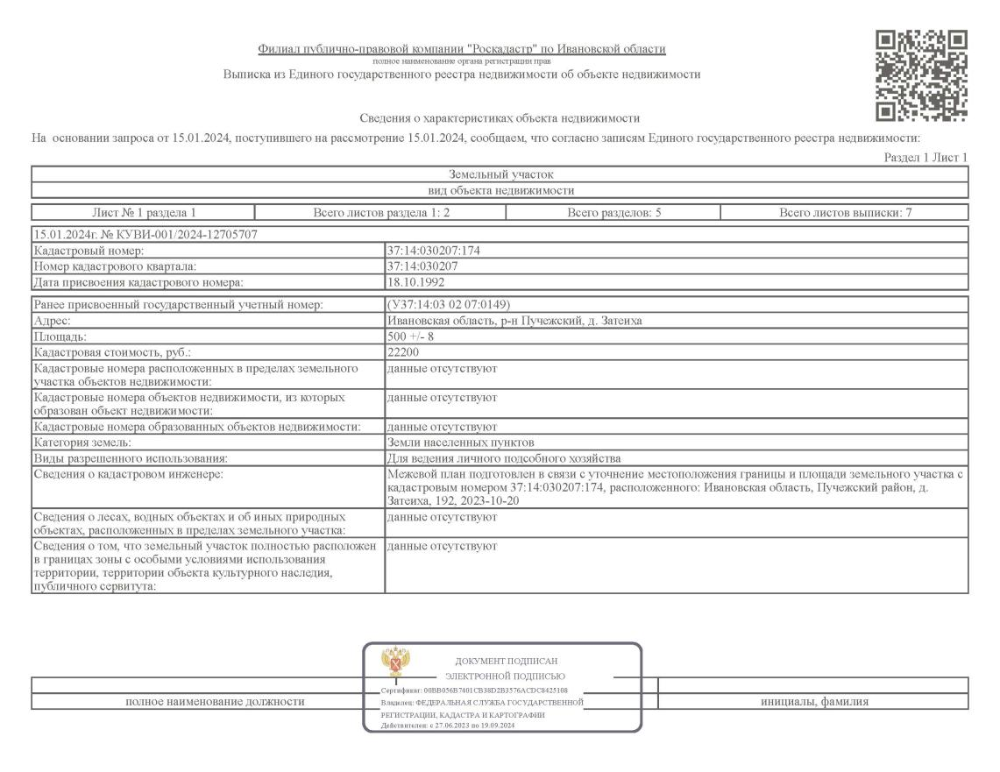 Филиал публично-правовой компании "Роскадастр" по Ивановской области
полное наименование органа регистрации прав
Выписка из Единого государственного реестра недвижимости об объекте недвижимости
Сведения о характеристиках объекта недвижимости
На основании запроса от 15.01.2024, поступившего на рассмотрение 15.01.2024, сообщаем, что согласно записям Единого государственного реестра недвижимости:
Раздел 1 Лист 1
Земельный участок
вид объекта недвижимости
Лист № 1 раздела 1 Всего листов раздела 1: 2 Всего разделов: 5 Всего листов выписки: 7
15.01.2024г. № КУВИ-001/2024-12705707
Кадастровый номер: 37:14:030207:174
Номер кадастрового квартала: 37:14:030207
Дата присвоения кадастрового номера: 18.10.1992
Ранее присвоенный государственный учетный номер: (У37:14:03 02 07:0149)
Адрес: Ивановская область, р-н Пучежский, д. Затеиха
Площадь: 500 +/- 8
Кадастровая стоимость, руб.: 22200
Кадастровые номера расположенных в пределах земельного
участка объектов недвижимости:
данные отсутствуют
Кадастровые номера объектов недвижимости, из которых
образован объект недвижимости:
данные отсутствуют
Кадастровые номера образованных объектов недвижимости: данные отсутствуют
Категория земель: Земли населенных пунктов
Виды разрешенного использования: Для ведения личного подсобного хозяйства
Сведения о кадастровом инженере:
Межевой план подготовлен в связи с уточнение местоположения границы и площади земельного участка с
кадастровым номером 37:14:030207:174, расположенного: Ивановская область, Пучежский район, д.
Затеиха, 192, 2023-10-20
Сведения о лесах, водных объектах и об иных природных
объектах, расположенных в пределах земельного участка:
данные отсутствуют
Сведения о том, что земельный участок полностью расположен
в границах зоны с особыми условиями использования
территории, территории объекта культурного наследия,
публичного сервитута:
данные отсутствуют
ДОКУМЕНТ ПОДПИСАН
ЭЛЕКТРОННОЙ ПОДПИСЬЮ
Сертификат: 00BB056B7401CB38D2B3576ACDC8425108
Владелец: ФЕДЕРАЛЬНАЯ СЛУЖБА ГОСУДАРСТВЕННОЙ
РЕГИСТРАЦИИ, КАДАСТРА И КАРТОГРАФИИ
Действителен: с 27.06.2023 по 19.09.2024
полное наименование должности
инициалы, фамилия